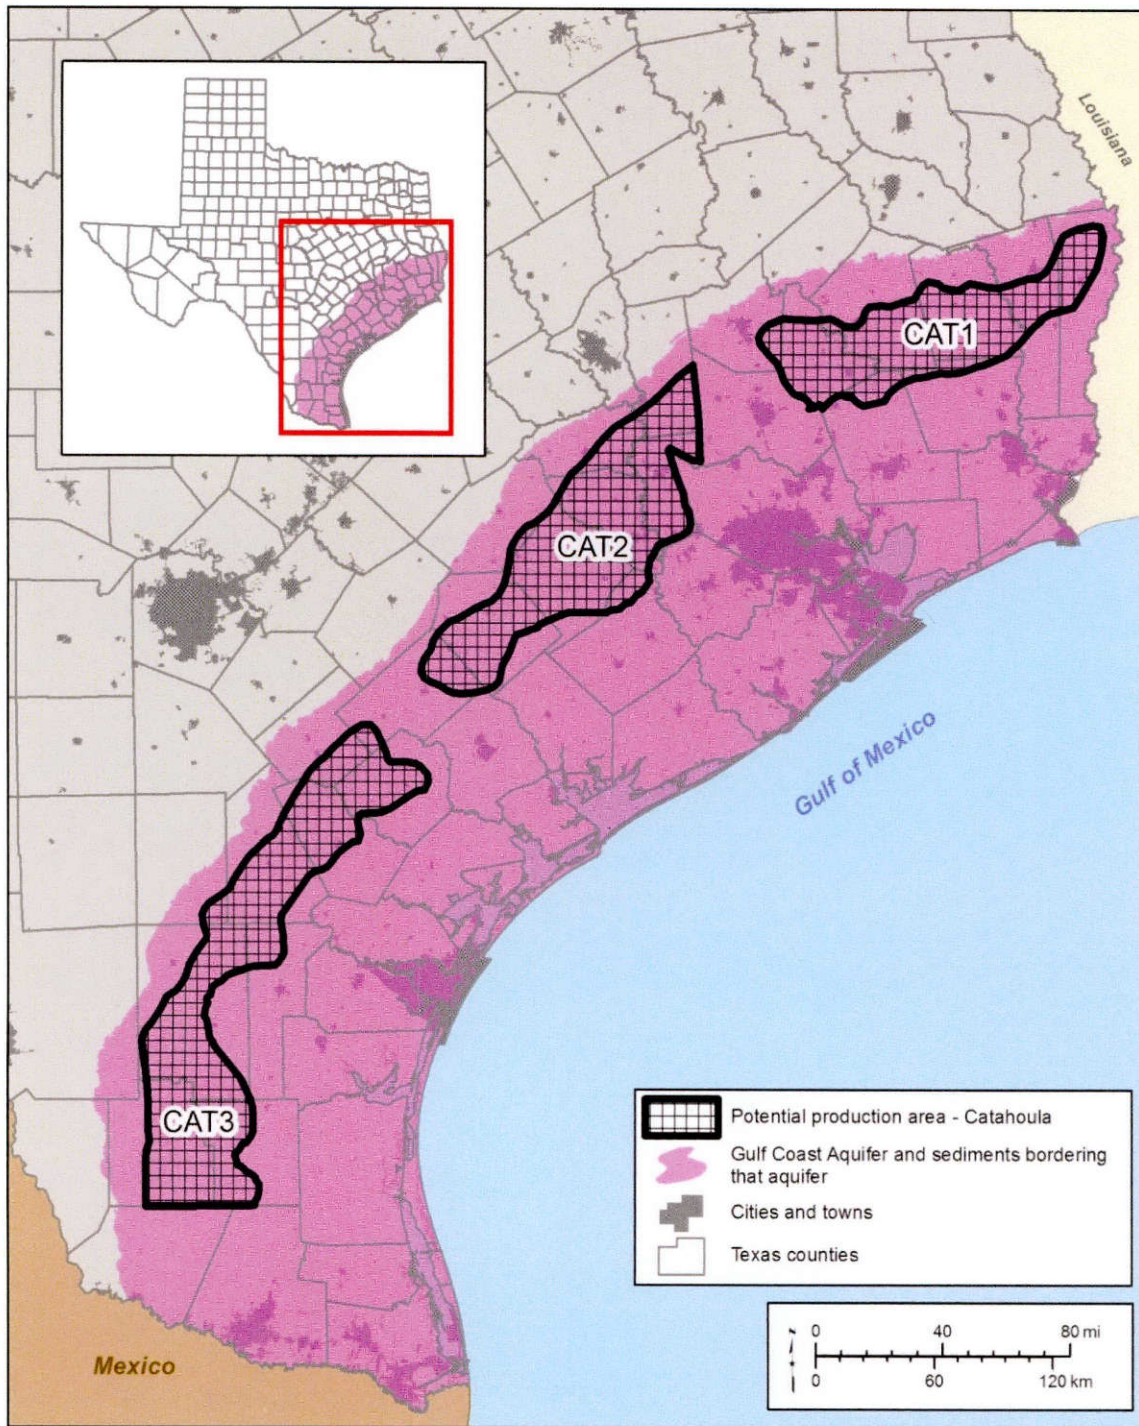 Louisiana
CAT1
CAT2
Gulf of Mexico
CAT3
Potential production area - Catahoula
Gulf Coast Aquifer and sediments bordering
that aquifer
Cities and towns
Texas counties
N
0 40 80 mi
0 60 120 km
Mexico